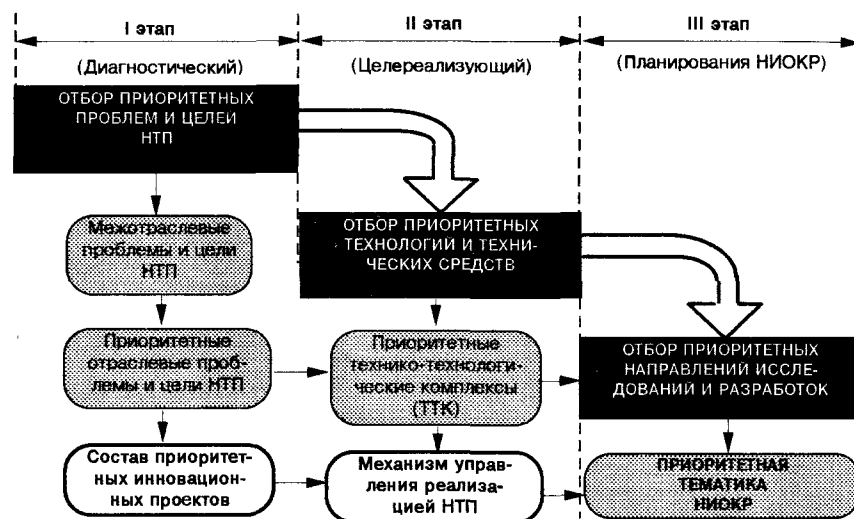 I этап
(Диагностический)
II этап
(Целереализующий)
III этап
(Планирования НИОКР)
ОТБОР ПРИОРИТЕТНЫХ
ПРОБЛЕМ И ЦЕЛЕЙ
НТП
Межотраслевые
проблемы и цели
НТП
ОТБОР ПРИОРИТЕТНЫХ
ТЕХНОЛОГИЙ И ТЕХНИ-
ЧЕСКИХ СРЕДСТВ
Приоритетные
отраслевые проб-
лемы и цели НТП
Приоритетные
технико-технологи-
ческие комплексы
(ТТК)
ОТБОР ПРИОРИТЕТНЫХ
НАПРАВЛЕНИЙ ИССЛЕ-
ДОВАНИЙ И РАЗРАБОТОК
Состав приоритет-
ных инновацион-
ных проектов
Механизм управ-
ления реализа-
цией НТП
ПРИОРИТЕТНАЯ
ТЕМАТИКА
НИОКР